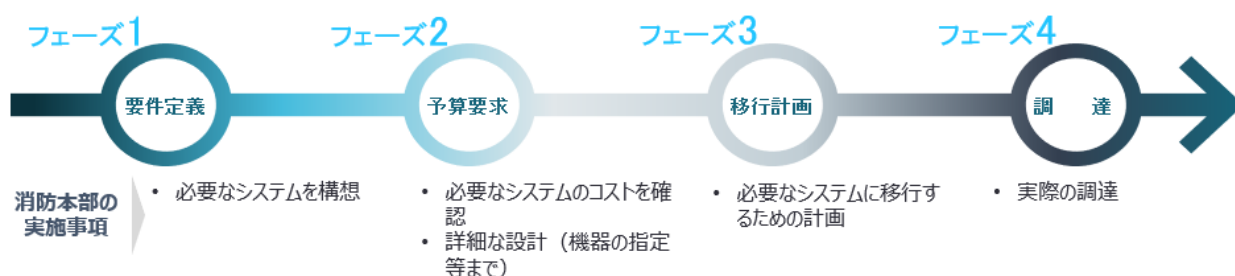 フェーズ1
フェーズ2
フェーズ3
フェーズ4
要件定義
予算要求
移行計画
調　達
消防本部の
実施事項
• 必要なシステムを構想
• 必要なシステムのコストを確
認
• 詳細な設計（機器の指定
等まで）
• 必要なシステムに移行す
るための計画
• 実際の調達